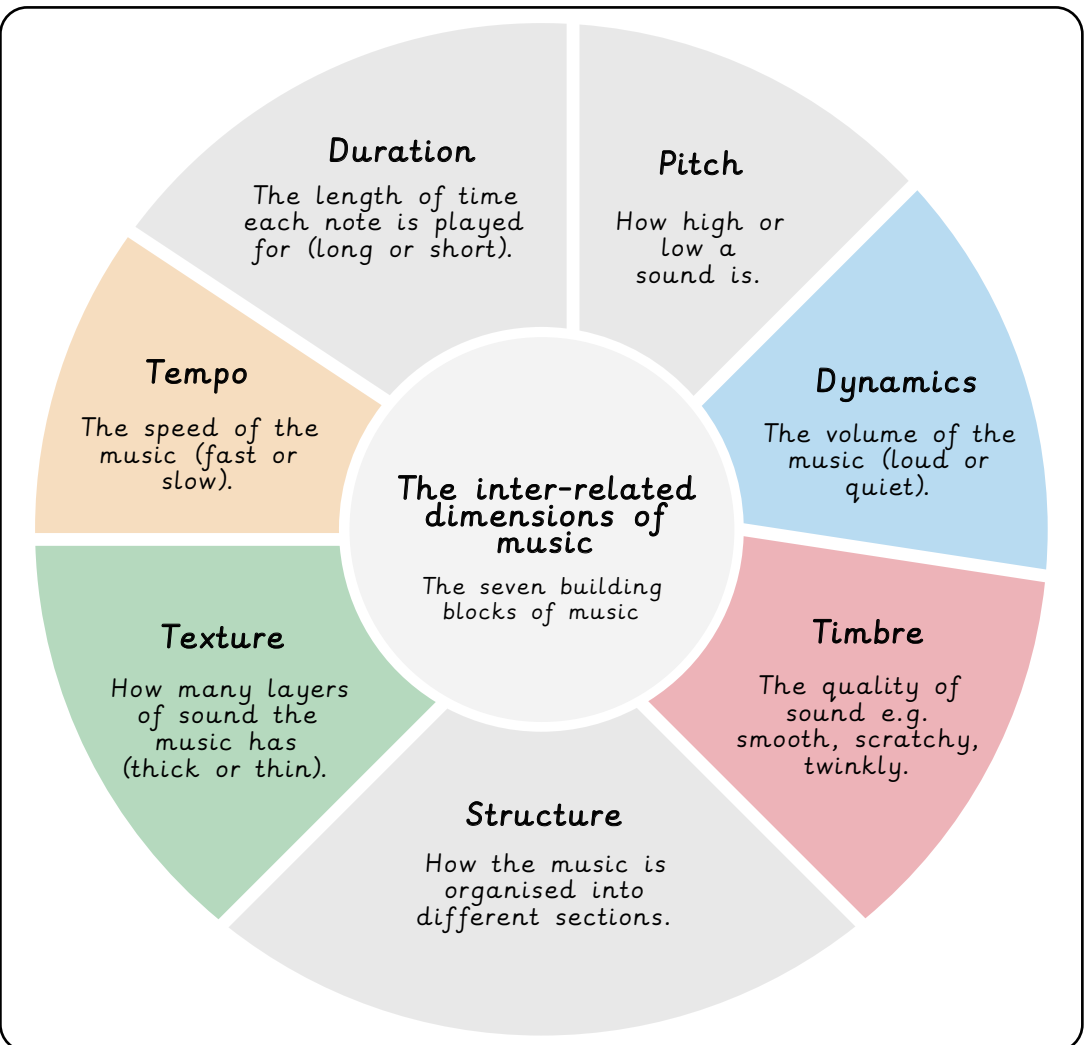 Duration
The length of time
each note is played
for (long or short).
Pitch
How high or
low a
sound is.
Tempo
The speed of the
music (fast or
slow).
Dynamics
The volume of the
music (loud or
quiet).
The inter-related
dimensions of
music
The seven building
blocks of music
Texture
How many layers
of sound the
music has
(thick or thin).
Timbre
The quality of
sound e.g.
smooth, scratchy,
twinkly.
Structure
How the music is
organised into
different sections.